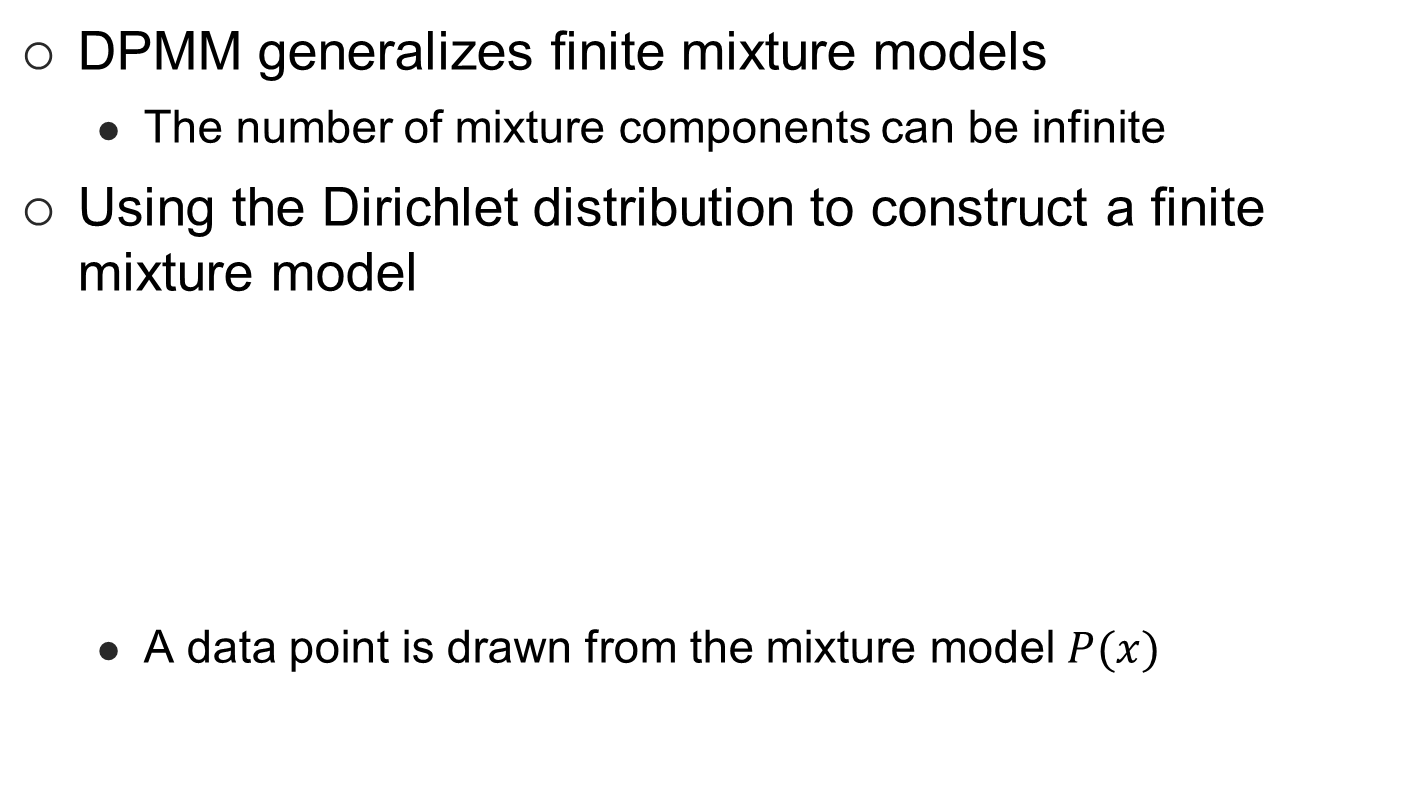 ○ DPMM generalizes finite mixture models
● The number of mixture components can be infinite
○ Using the Dirichlet distribution to construct a finite
mixture model
● A data point is drawn from the mixture model P(x)